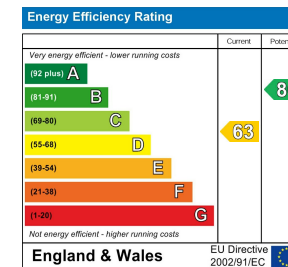 Energy Efficiency Rating
Current
Very energy efficient - lower running costs
(92 plus) A
(81-91) B
(69-80) C
(55-68) D
63
(39-54) E
(21-38) F
(1-20) G
Not energy efficient - higher running costs
England & Wales
EU Directive
2002/91/EC